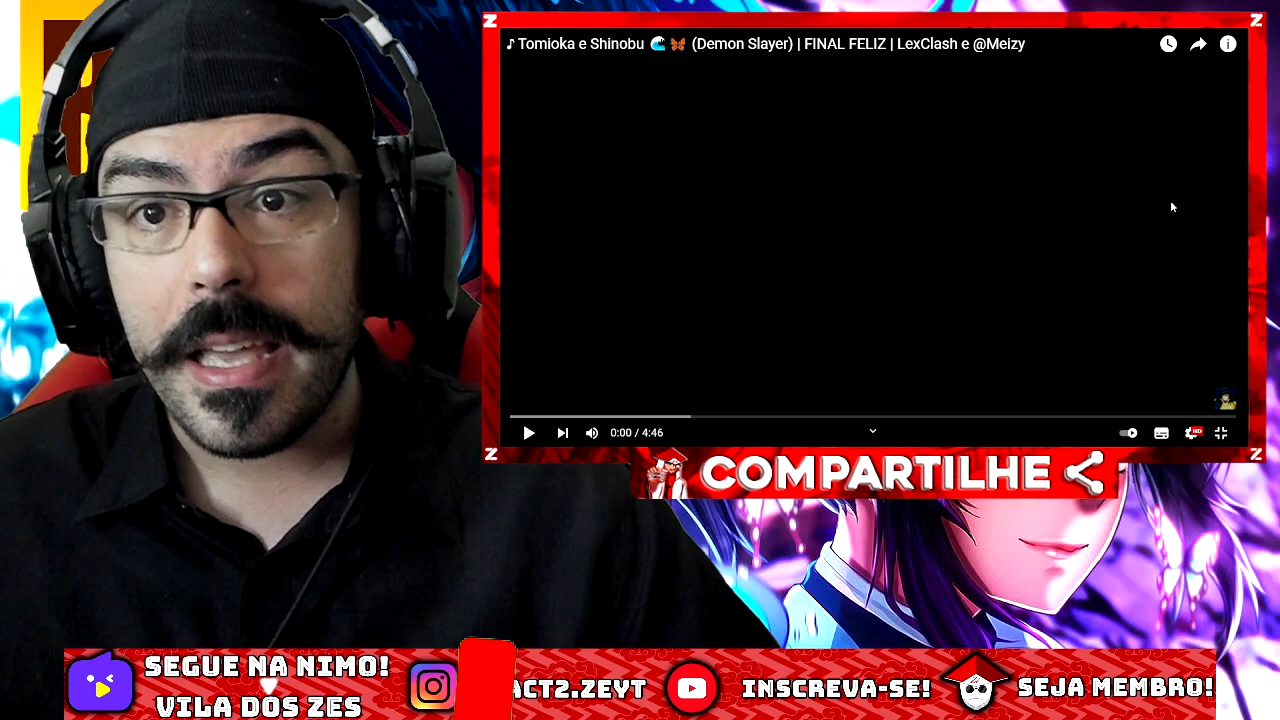 Z Z
♪ Tomioka e Shinobu 🌊 🦋 (Demon Slayer) | FINAL FELIZ | LexClash e @Meizy
0:00 / 4:46
HD
Z Z
COMPARTILHE
SEGUE NA NIMO!
VILA DOS ZES
ACT2.ZEYT
INSCREVA-SE!
SEJA MEMBRO!